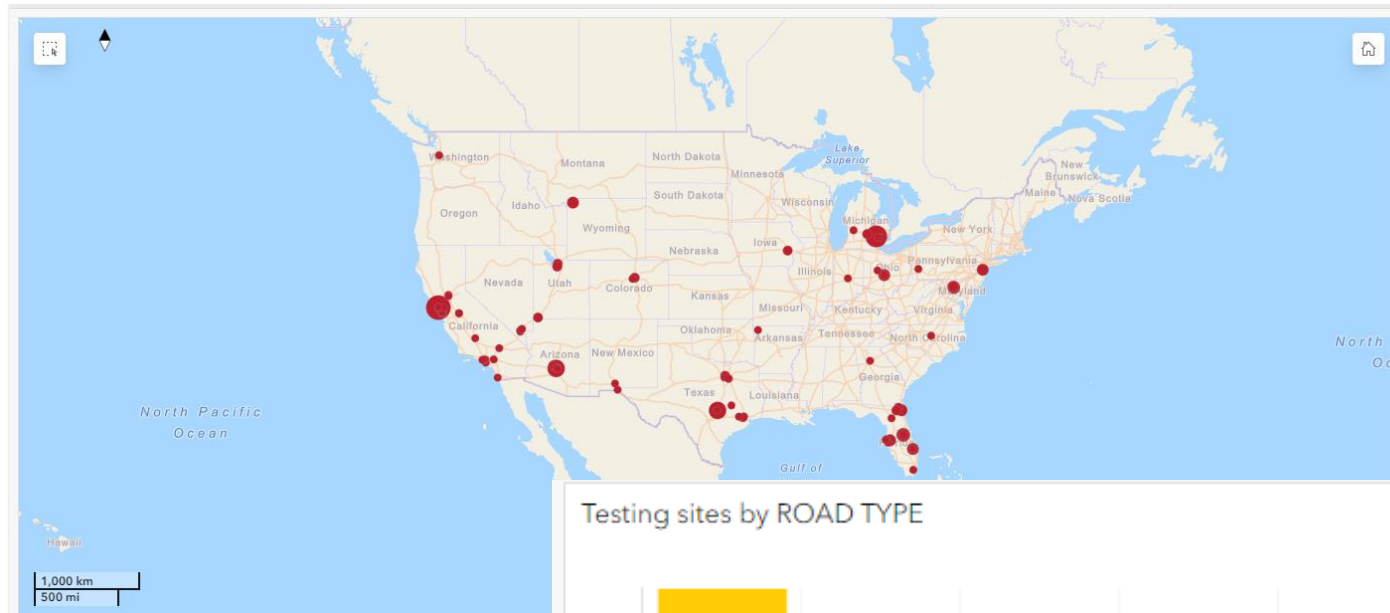 Washington
Montana
North Dakota
Lake
Superior
Minnesota
New
Brunswick
Maine
Nova Scotia
South Dakota
Wisconsin
Idaho
Oregon
Michigan
New York
Wyoming
Iowa
Nebraska
Pennsylvania
Ohio
Illinois
Nevada
Utah
Colorado
Maryland
Kansas
Missouri
Kentucky
Virginia
California
Oklahoma
Arkansas
Tennessee
North Carolina
North
Oc
Arizona
New Mexico
Georgia
Texas
Louisiana
North Pacific
Ocean
Florida
Gulf of
Testing sites by ROAD TYPE
Hawaii
1,000 km
500 mi